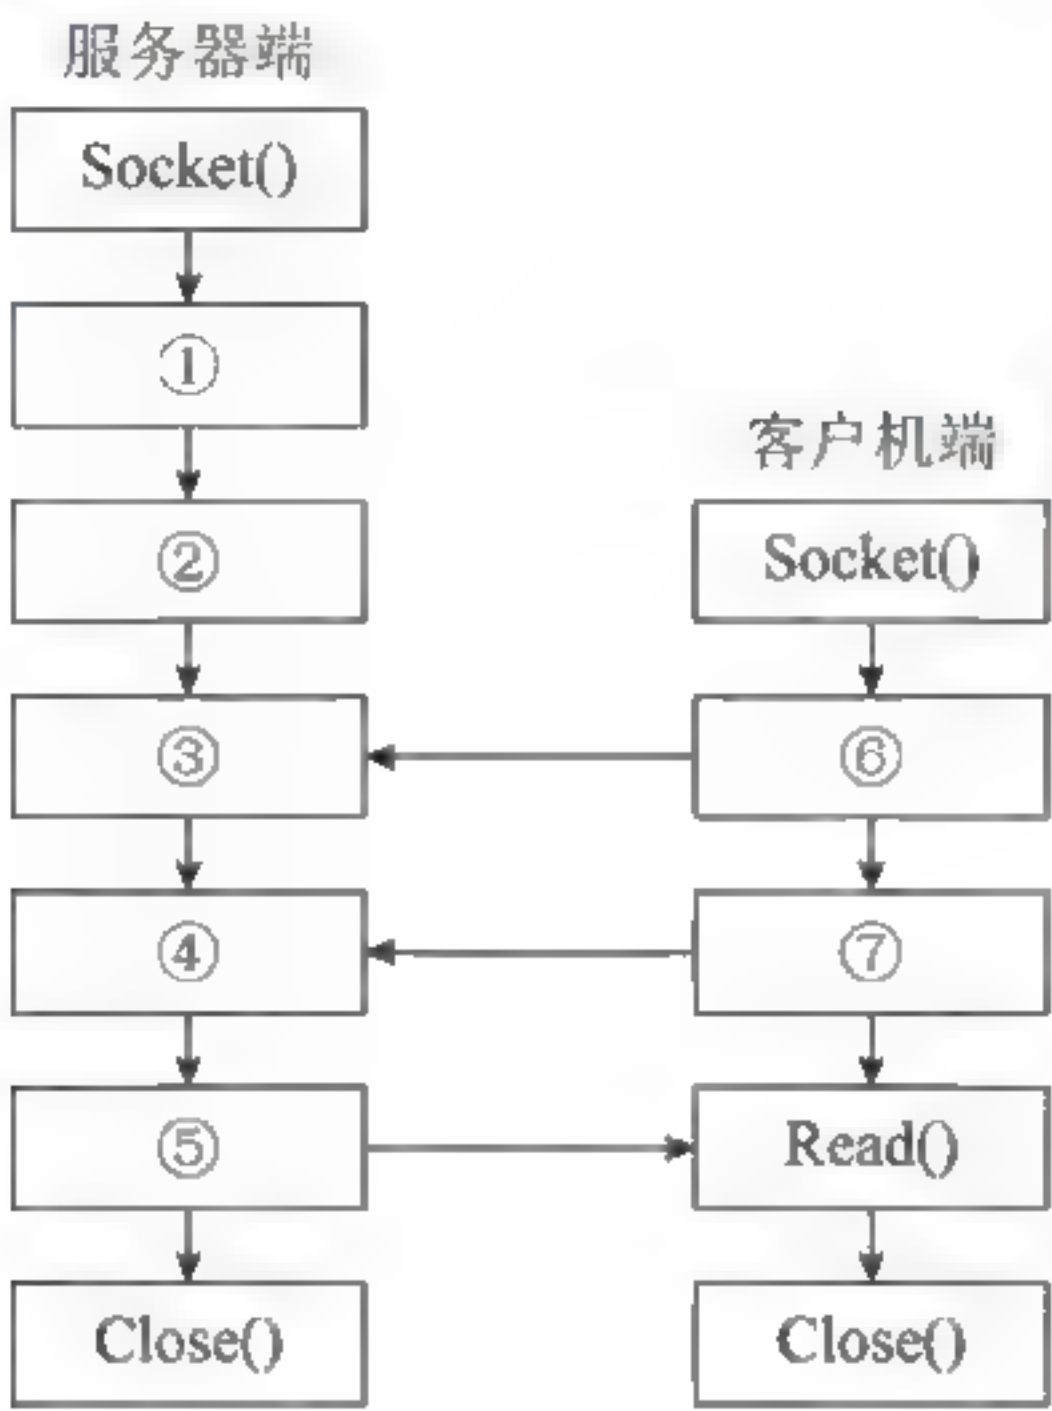 服务器端
Socket()
①
②
③
④
⑤
Close()
客户机端
Socket()
⑥
⑦
Read()
Close()